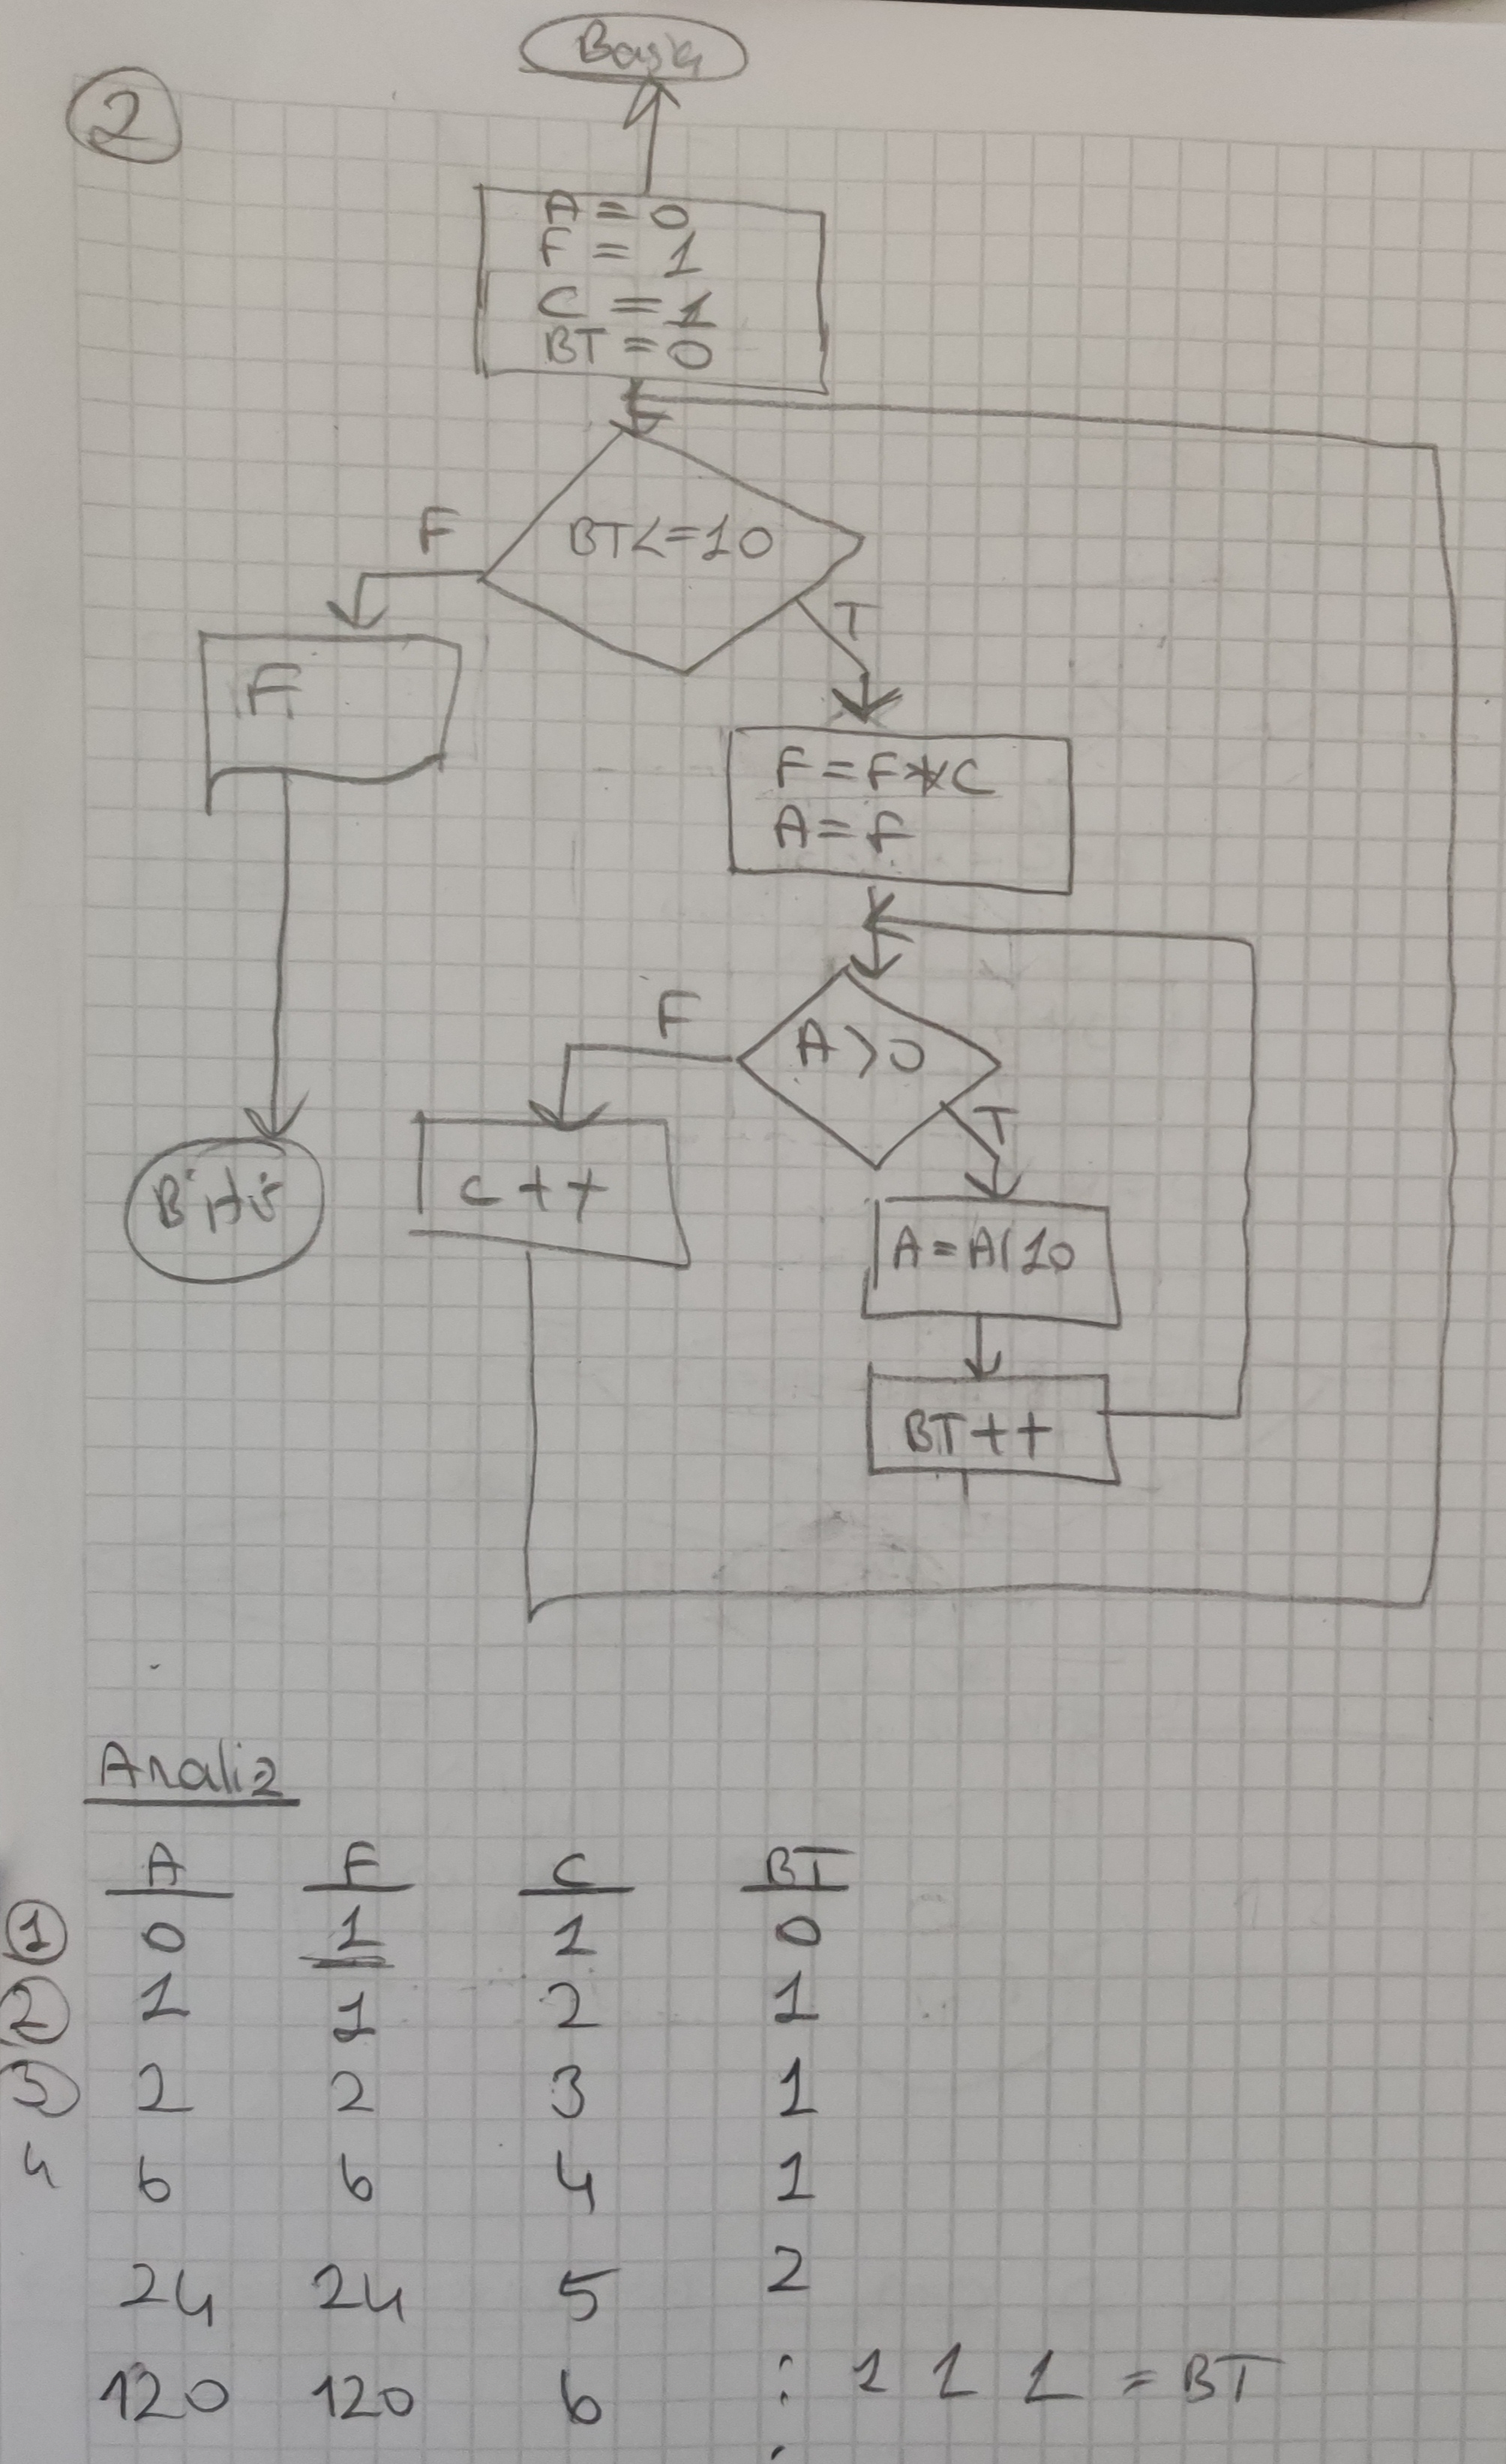 2
Başla
A = 0
F = 1
C = 1
BT = 0
BT<=10
F
T
F
F=F*C
A=F
A>0
F
T
C++
A=A/10
BT++
Bitiş
Analiz
A F C BT
1 0 1 1 0
2 1 1 2 1
3 2 2 3 1
4 6 6 4 1
24 24 5 2
120 120 6 : 1 1 1 = BT